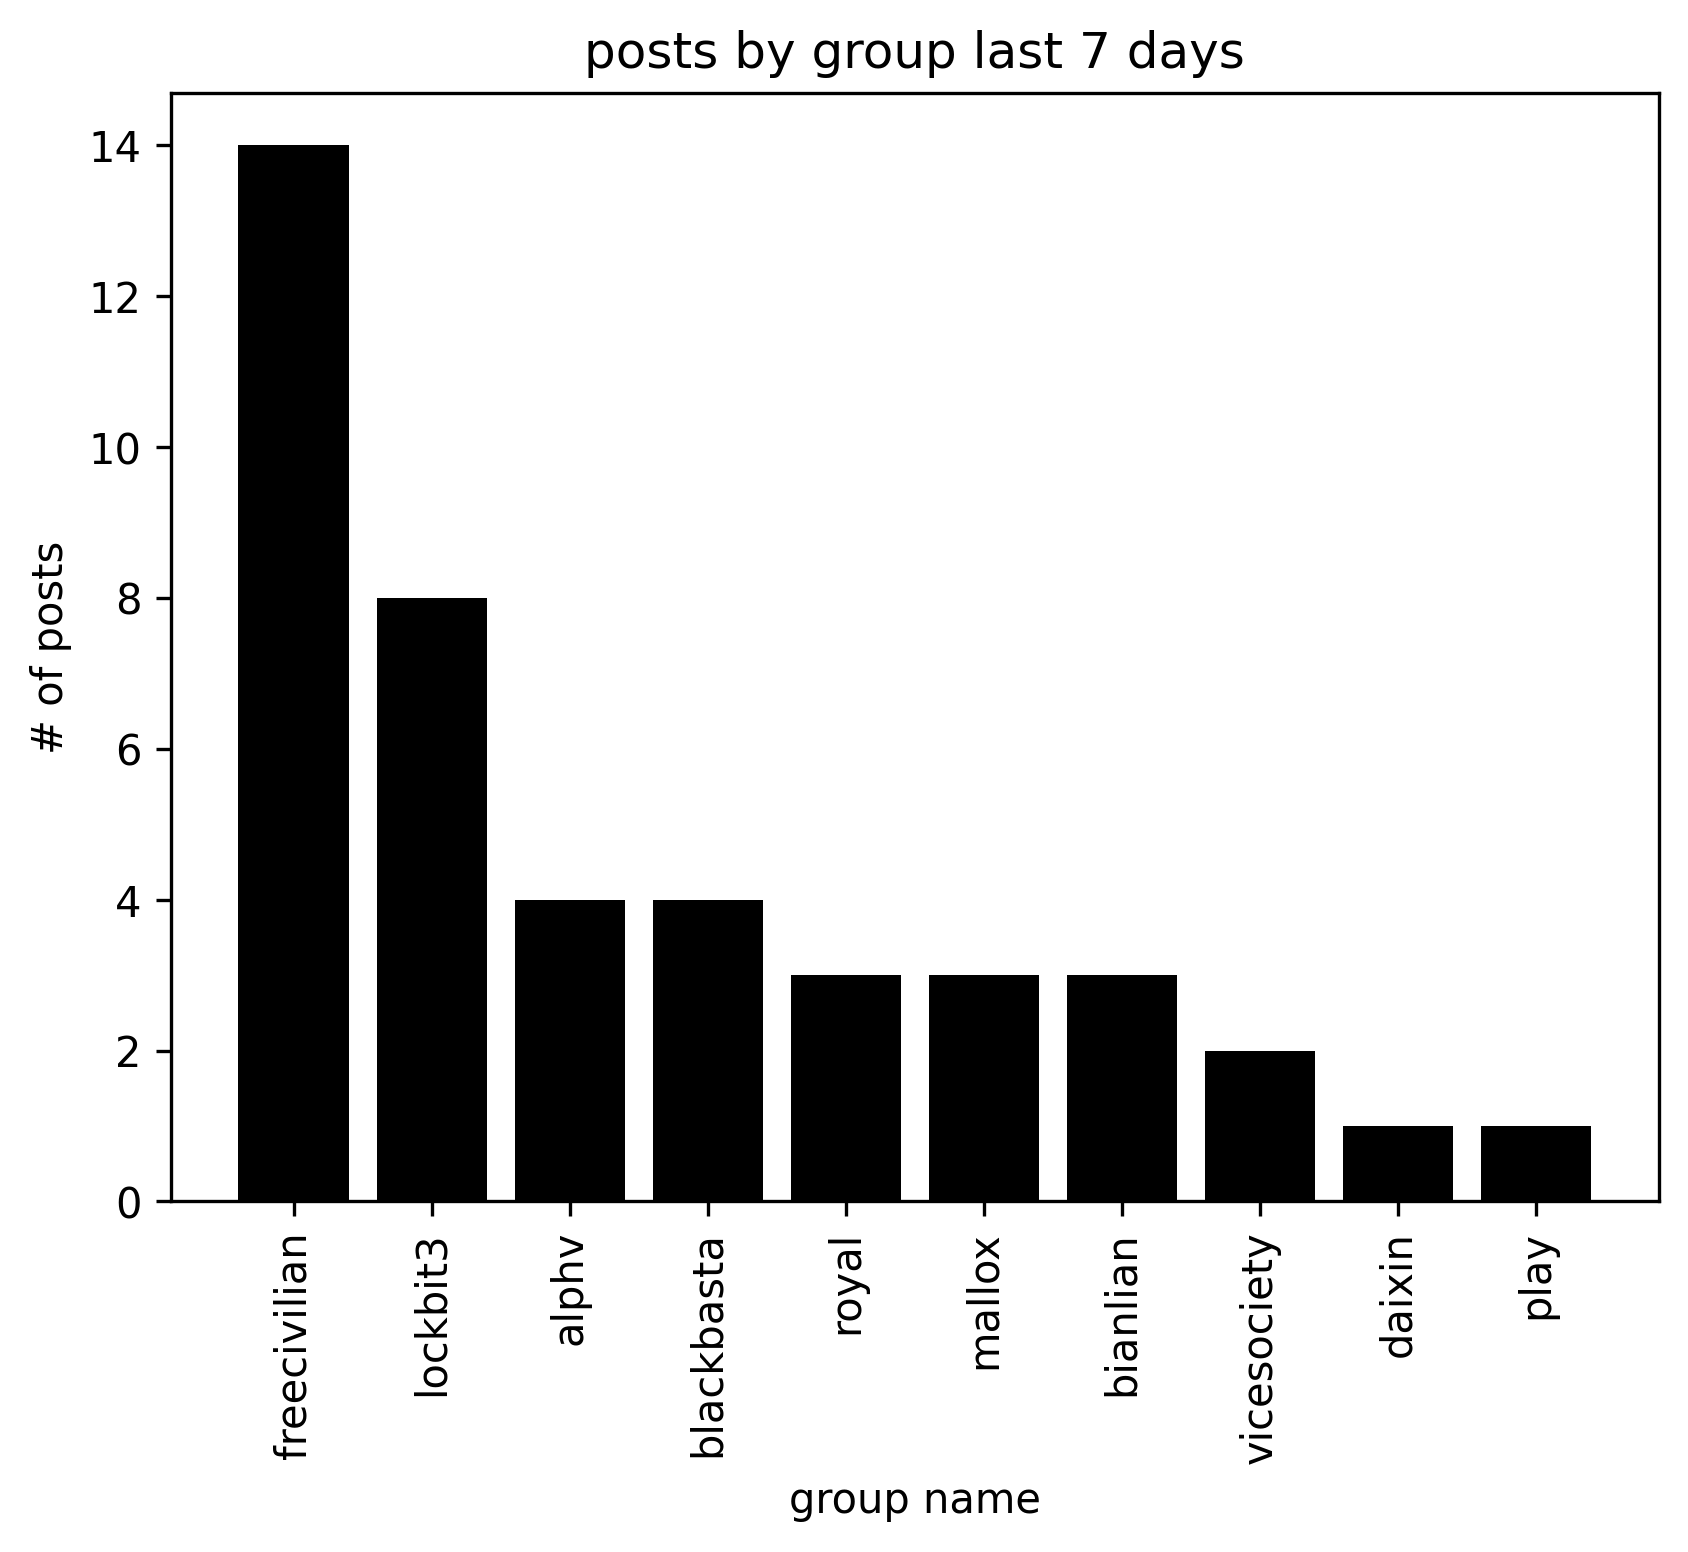 posts by group last 7 days
14
12
10
8
6
4
2
0
# of posts
freecivilian
lockbit3
alphv
blackbasta
royal
mallox
bianlian
vicesociety
daixin
play
group name